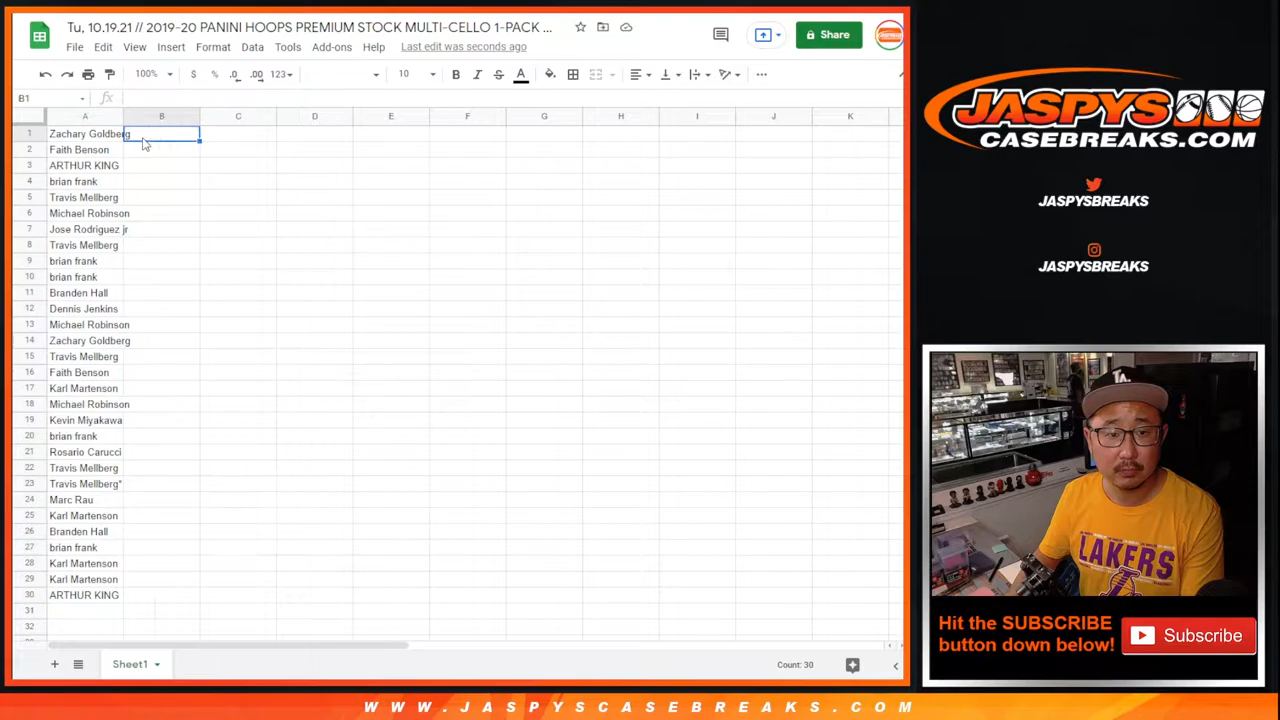 Tu, 10.19.21 // 2019-20 PANINI HOOPS PREMIUM STOCK MULTI-CELLO 1-PACK ...
File Edit View Insert Format Data Tools Add-ons Help Last edit was seconds ago
Share
100% $ % .0 .00 123 10 B I S A
B1 fx
A B C D E F G H I J K
1 Zachary Goldberg
2 Faith Benson
3 ARTHUR KING
4 brian frank
5 Travis Mellberg
6 Michael Robinson
7 Jose Rodriguez jr
8 Travis Mellberg
9 brian frank
10 brian frank
11 Branden Hall
12 Dennis Jenkins
13 Michael Robinson
14 Zachary Goldberg
15 Travis Mellberg
16 Faith Benson
17 Karl Martenson
18 Michael Robinson
19 Kevin Miyakawa
20 brian frank
21 Rosario Carucci
22 Travis Mellberg
23 Travis Mellberg*
24 Marc Rau
25 Karl Martenson
26 Branden Hall
27 brian frank
28 Karl Martenson
29 Karl Martenson
30 ARTHUR KING
31
32
Sheet1
Count: 30
JASPYS
CASEBREAKS.COM
JASPYSBREAKS
JASPYSBREAKS
LAKERS
Hit the SUBSCRIBE
button down below!
Subscribe
WWW.JASPYSCASEBREAKS.COM